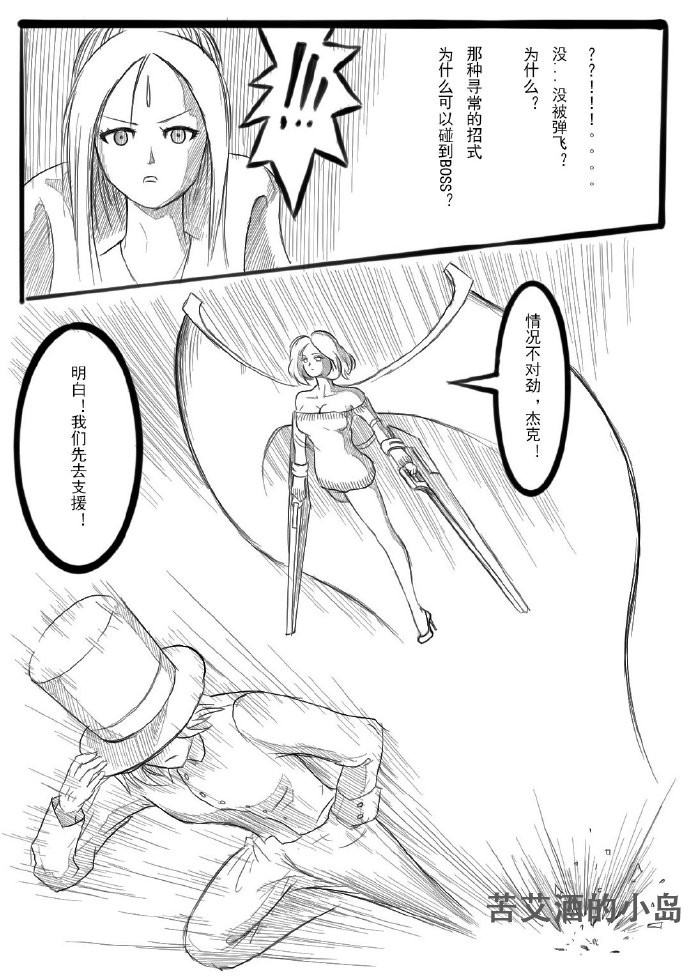 ??!!!。。。。。
没..没被弹飞？
为什么？
那种寻常的招式
为什么可以碰到BOSS？
!!!...
情况不对劲，杰克！
明白！我们先去支援！
苦艾酒的小岛